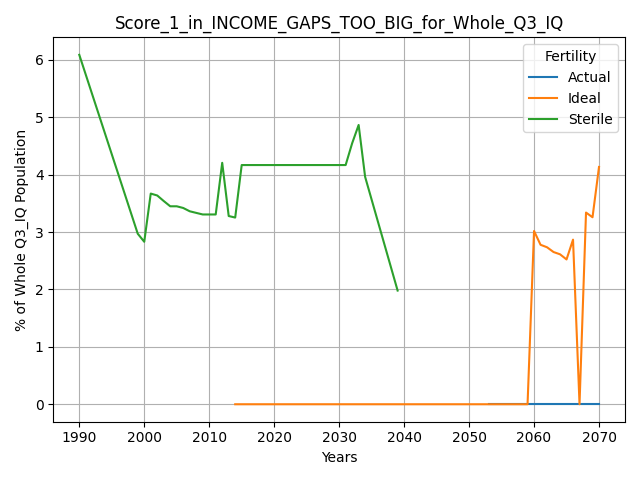 Score_1_in_INCOME_GAPS_TOO_BIG_for_Whole_Q3_IQ
Fertility
Actual
Ideal
Sterile
% of Whole Q3_IQ Population
6
5
4
3
2
1
0
1990 2000 2010 2020 2030 2040 2050 2060 2070
Years